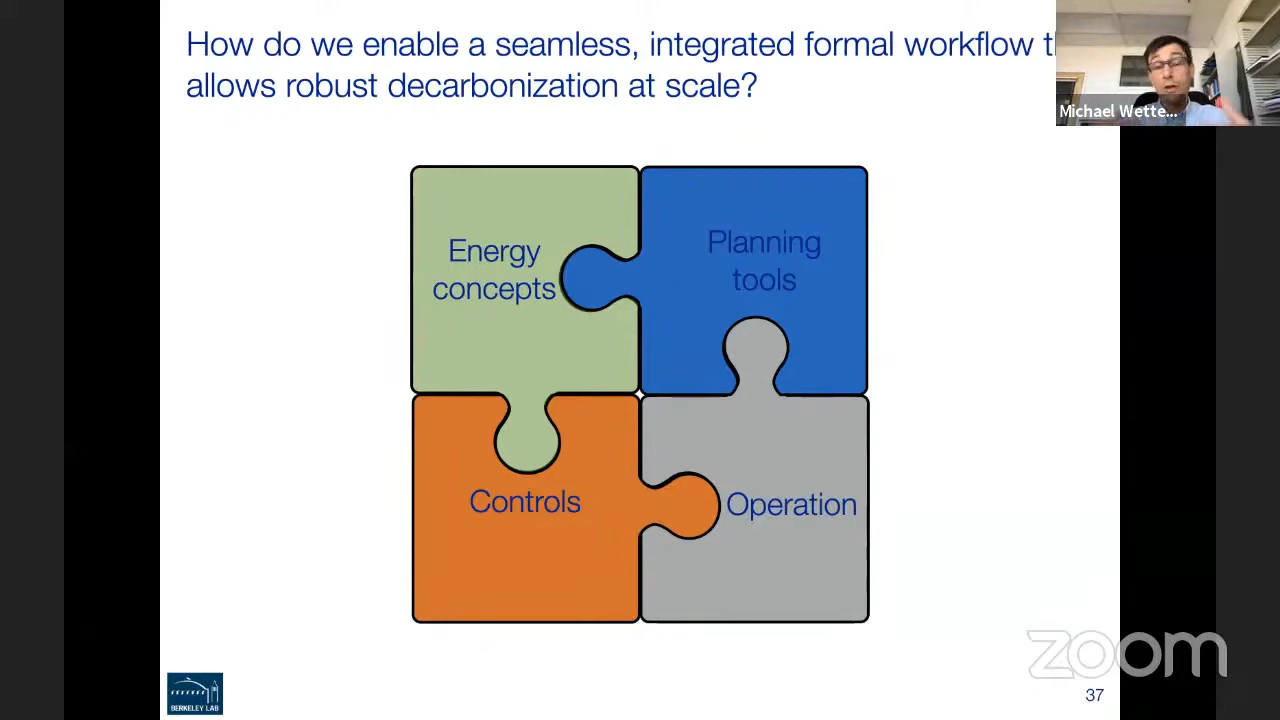 How do we enable a seamless, integrated formal workflow
allows robust decarbonization at scale?
Michael Wette...
Energy
concepts
Planning
tools
Controls
Operation
zoom
BERKELEY LAB
37